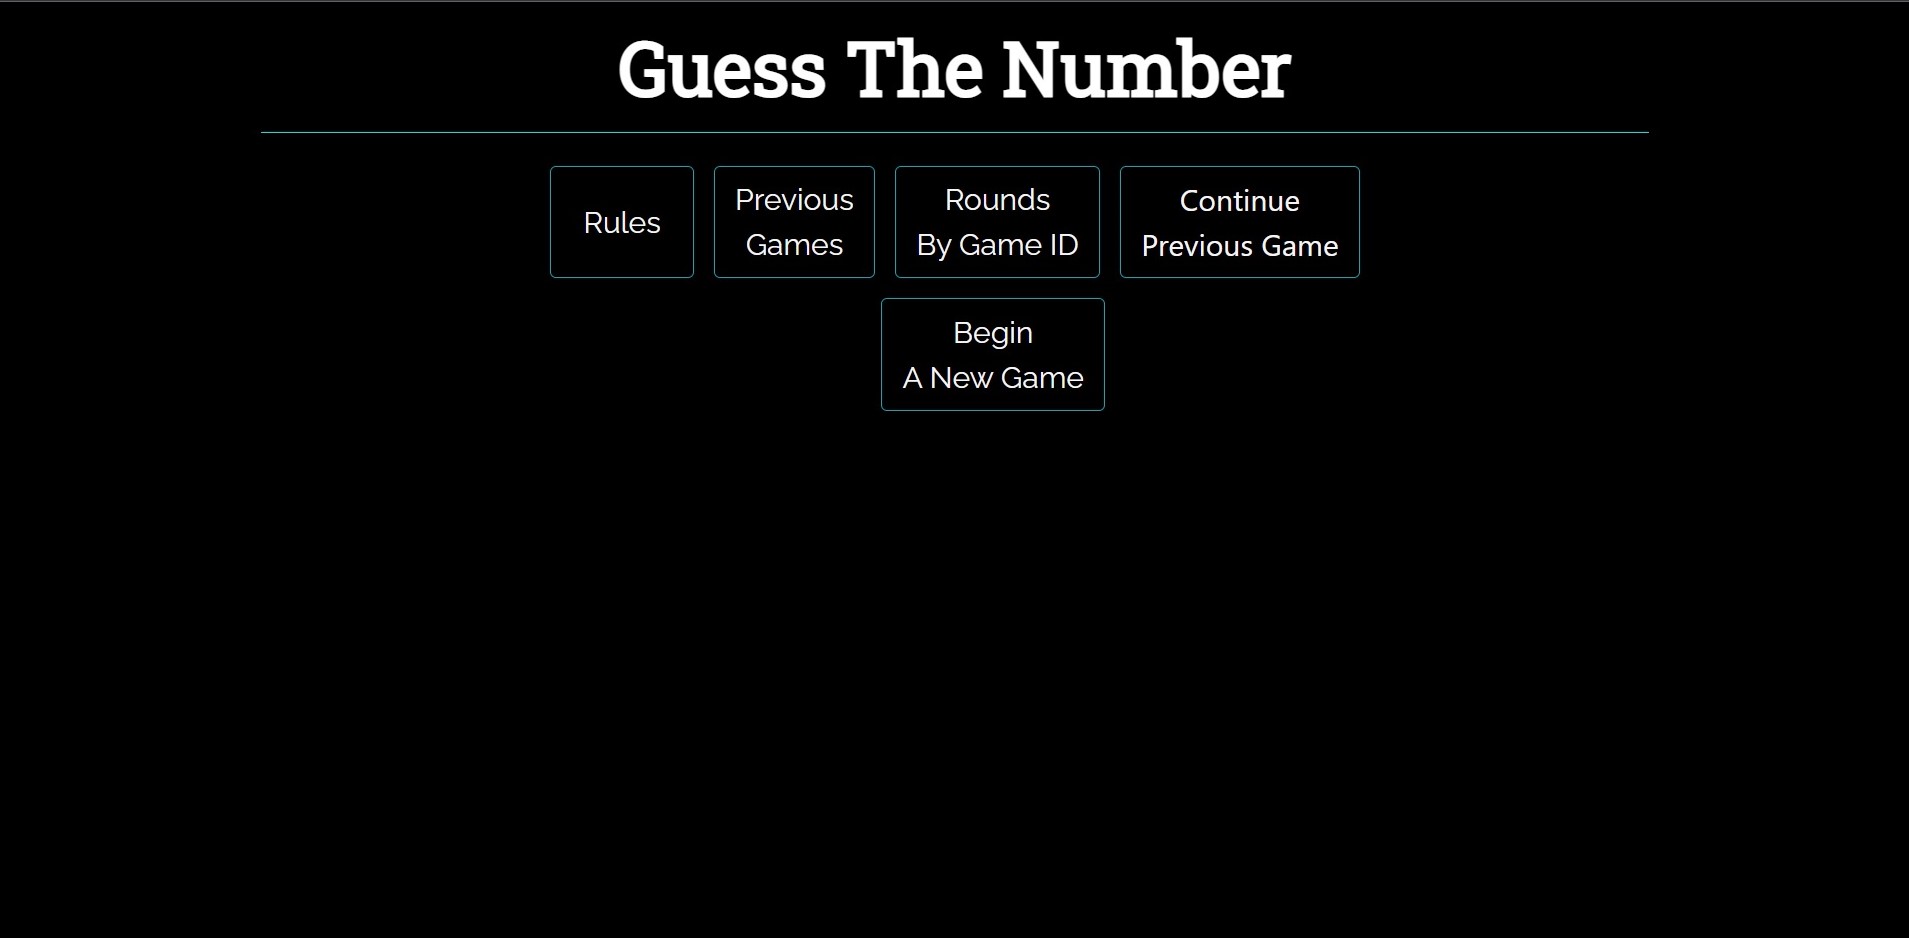 Guess The Number
Rules
Previous
Games
Rounds
By Game ID
Continue
Previous Game
Begin
A New Game